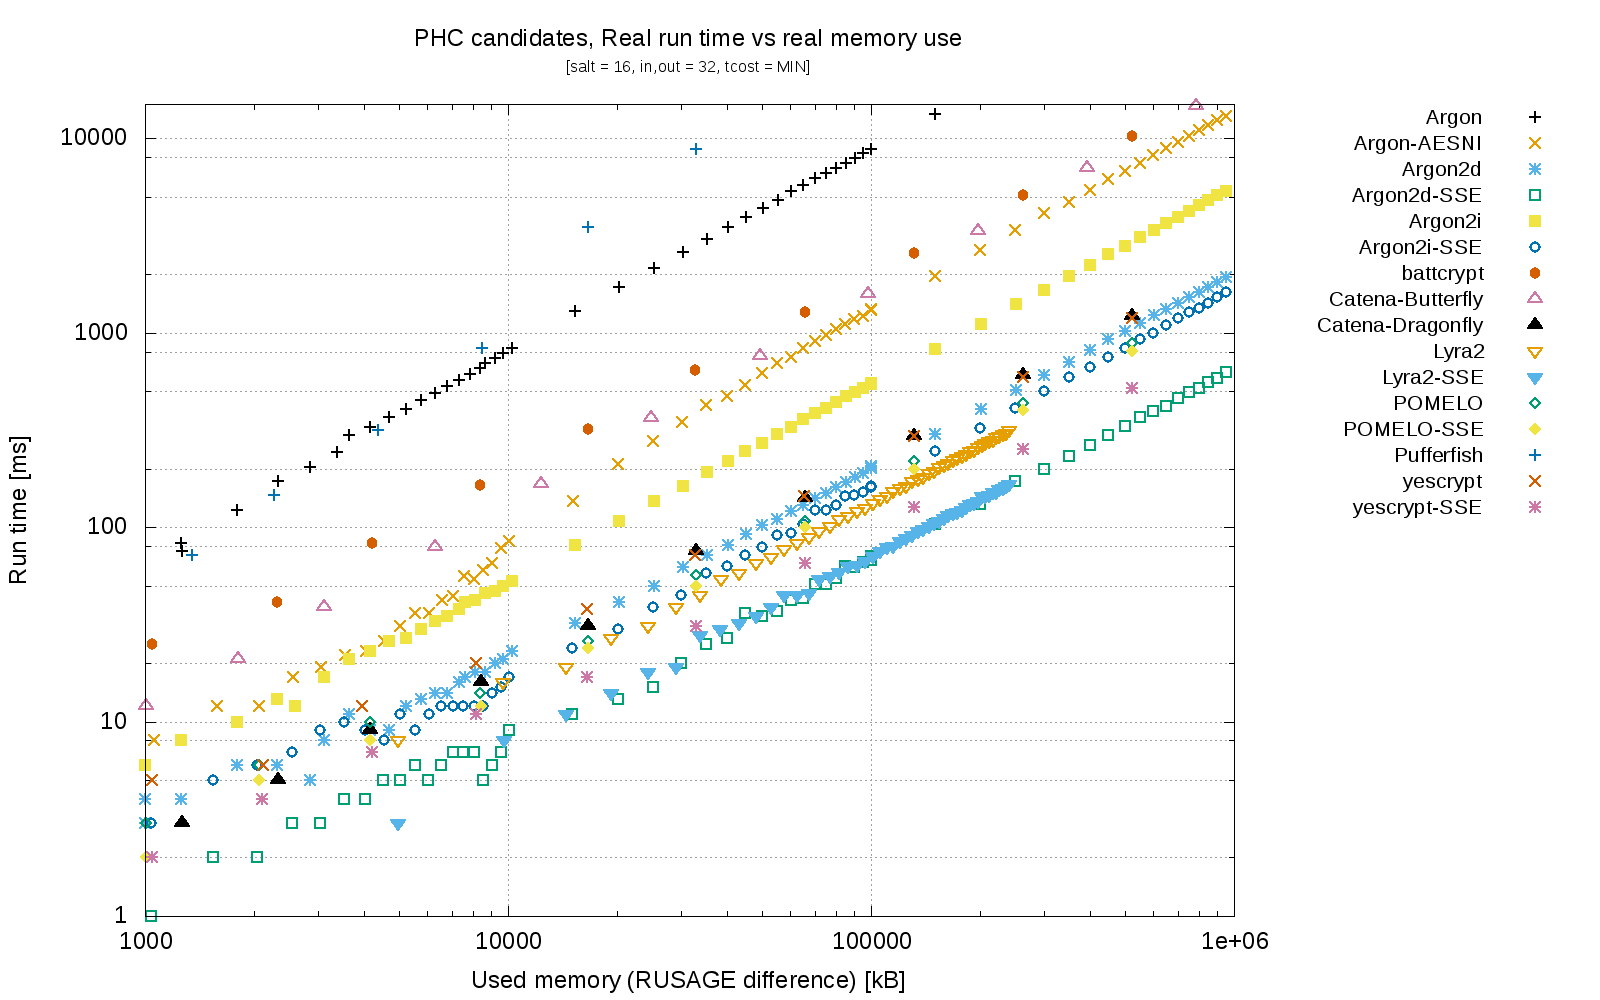 PHC candidates, Real run time vs real memory use
[salt = 16, in,out = 32, tcost = MIN]
Run time [ms]
10000
1000
100
10
1
1000
10000
100000
1e+06
Used memory (RUSAGE difference) [kB]
Argon
Argon-AESNI
Argon2d
Argon2d-SSE
Argon2i
Argon2i-SSE
battcrypt
Catena-Butterfly
Catena-Dragonfly
Lyra2
Lyra2-SSE
POMELO
POMELO-SSE
Pufferfish
yescrypt
yescrypt-SSE